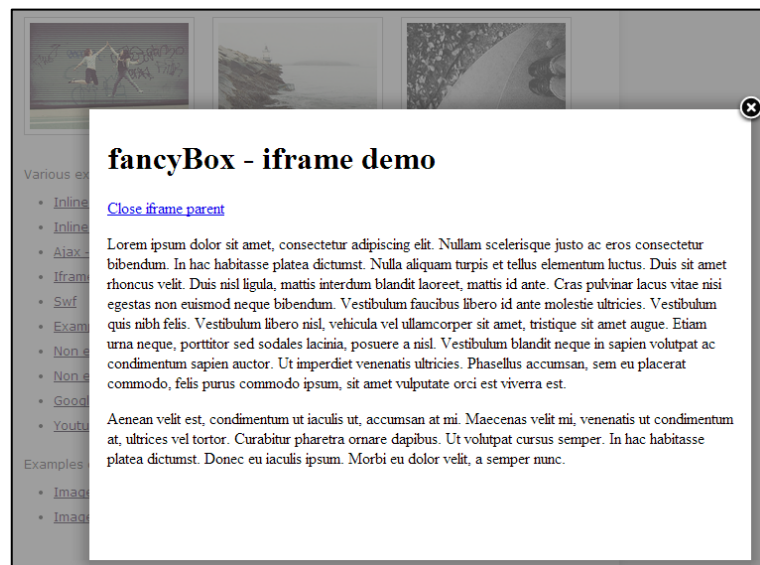 fancyBox - iframe demo
Close iframe parent
Lorem ipsum dolor sit amet, consectetur adipiscing elit. Nullam scelerisque justo ac eros consectetur
bibendum. In hac habitasse platea dictumst. Nulla aliquam turpis et tellus elementum luctus. Duis sit amet
rhoncus velit. Duis nisl ligula, mattis interdum blandit laoreet, mattis id ante. Cras pulvinar lacus vitae nisi
egestas non euismod neque bibendum. Vestibulum faucibus libero id ante molestie ultricies. Vestibulum
quis nibh felis. Vestibulum libero nisl, vehicula vel ullamcorper sit amet, tristique sit amet augue. Etiam
urna neque, porttitor sed sodales lacinia, posuere a nisl. Vestibulum blandit neque in sapien volutpat ac
condimentum sapien auctor. Ut imperdiet venenatis ultricies. Phasellus accumsan, sem eu placerat
commodo, felis purus commodo ipsum, sit amet vulputate orci est viverra est.
Aenean velit est, condimentum ut iaculis ut, accumsan at mi. Maecenas velit mi, venenatis ut condimentum
at, ultrices vel tortor. Curabitur pharetra ornare dapibus. Ut volutpat cursus semper. In hac habitasse
platea dictumst. Donec eu iaculis ipsum. Morbi eu dolor velit, a semper nunc.
Various ex
Inline
Inline
Ajax -
Iframe
Swf
Exam
Non e
Non e
Googl
Youtu
Examples
Image
Image